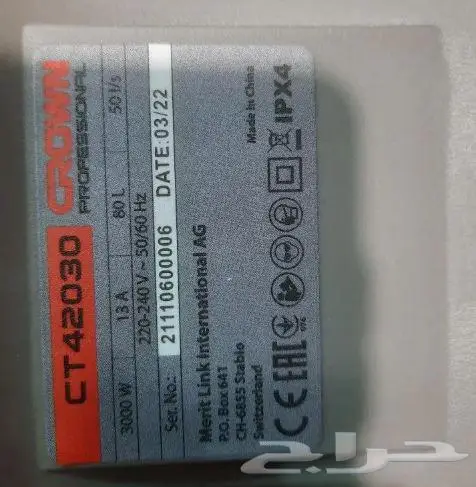 CT42030 CROWN
PROFESSIONAL
3000 W 13 A 80 L 50 l/s
220-240 V ~ 50/60 Hz
Ser. No.: 21110600006 DATE:03/22
Merit Link International AG
P.O. Box 641
CH-6855 Stabio
Switzerland
Made in China
CE EAC IPX4
حراج